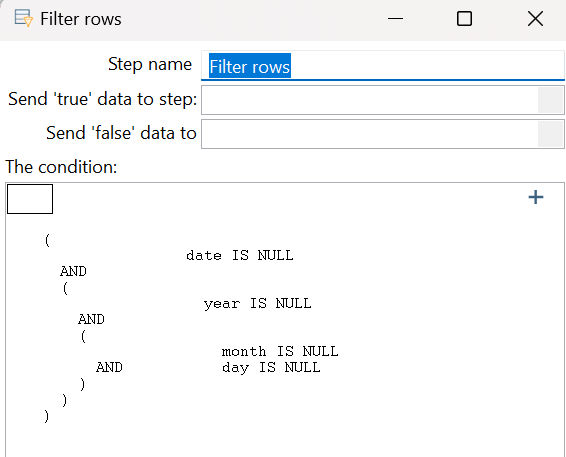 Filter rows
Step name Filter rows
Send 'true' data to step:
Send 'false' data to
The condition:
(
date IS NULL
AND
(
year IS NULL
AND
(
month IS NULL
AND day IS NULL
)
)
)